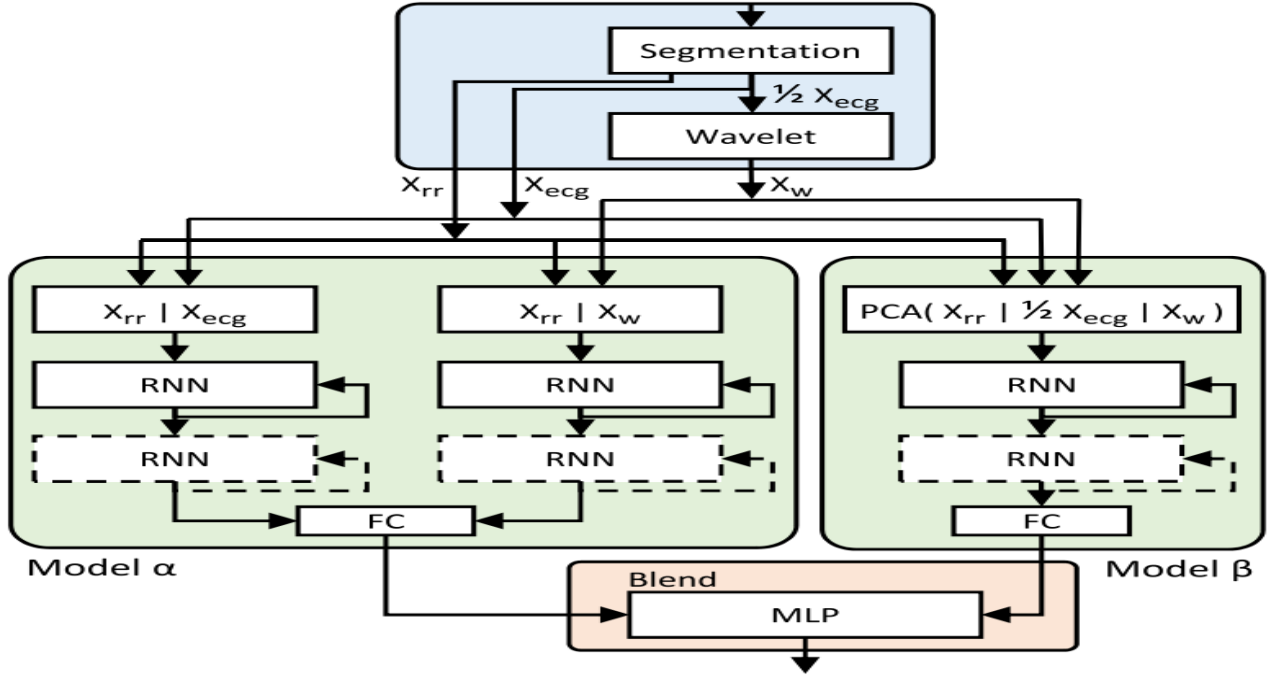 Segmentation
½ Xecg
Wavelet
Xrr
Xecg
Xw
Xrr | Xecg
Xrr | Xw
PCA( Xrr | ½ Xecg | Xw )
RNN
RNN
RNN
RNN
RNN
RNN
FC
FC
Model α
Blend
Model β
MLP